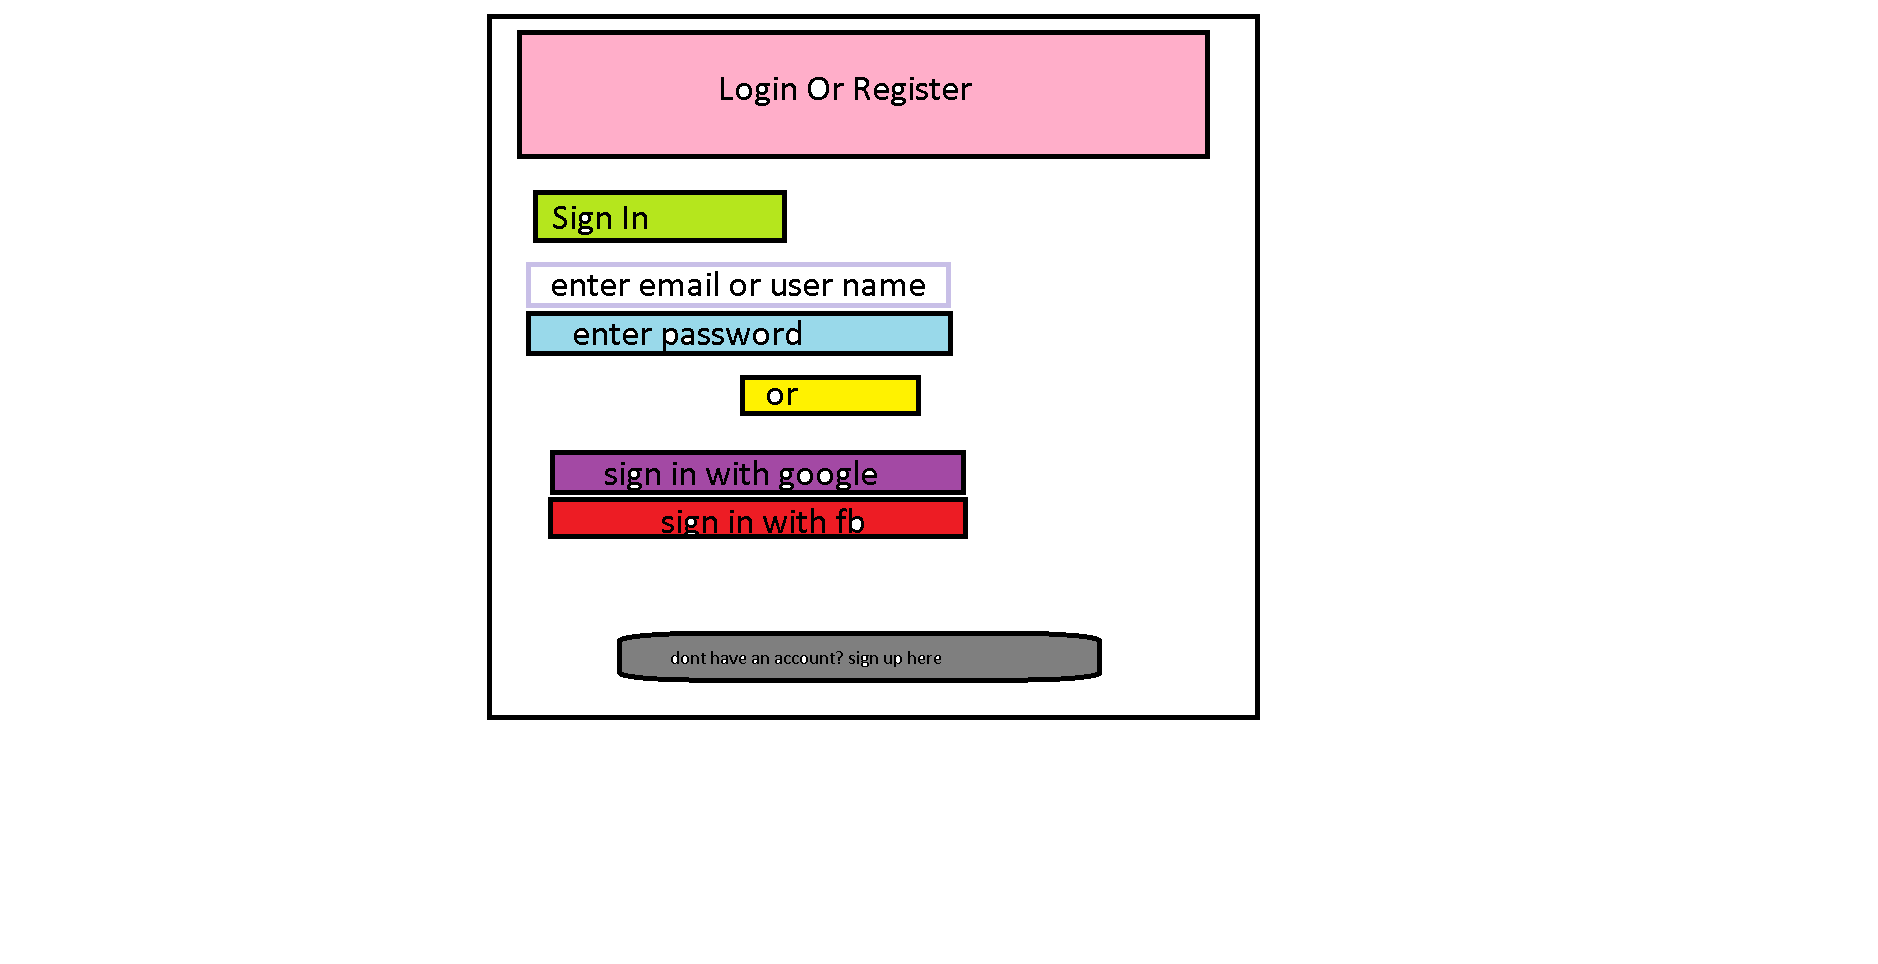 Login Or Register
Sign In
enter email or user name
enter password
or
sign in with google
sign in with fb
dont have an account? sign up here